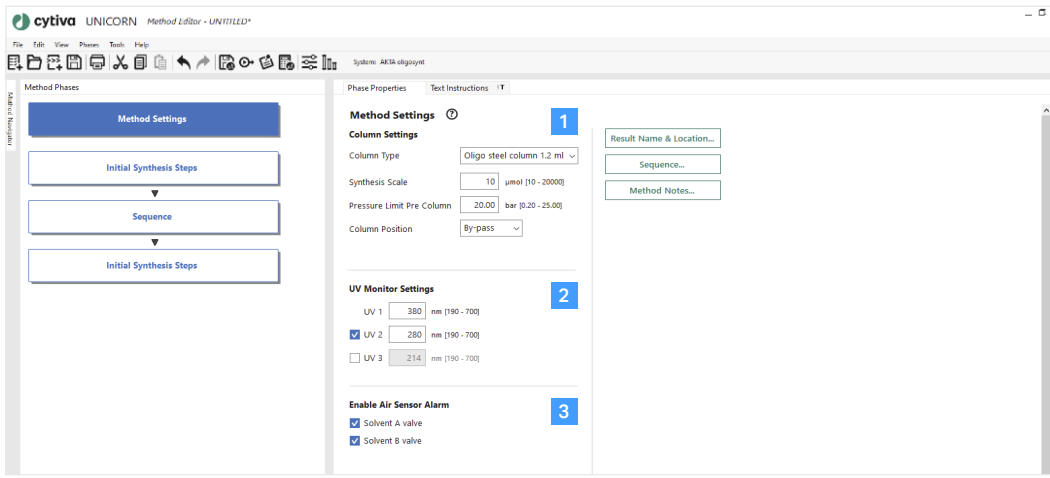 cytiva UNICORN Method Editor - UNTITLED*
File Edit View Phases Tools Help
System: AKTA oligosynt
Method Navigator
Method Phases
Method Settings
Initial Synthesis Steps
Sequence
Initial Synthesis Steps
Phase Properties Text Instructions IT
Method Settings ? 1
Column Settings
Column Type Oligo steel column 1.2 ml
Synthesis Scale 10 µmol [10 - 20000]
Pressure Limit Pre Column 20.00 bar [0.20 - 25.00]
Column Position By-pass
UV Monitor Settings 2
UV 1 380 nm [190 - 700]
UV 2 280 nm [190 - 700]
UV 3 214 nm [190 - 700]
Enable Air Sensor Alarm 3
Solvent A valve
Solvent B valve
Result Name & Location...
Sequence...
Method Notes...